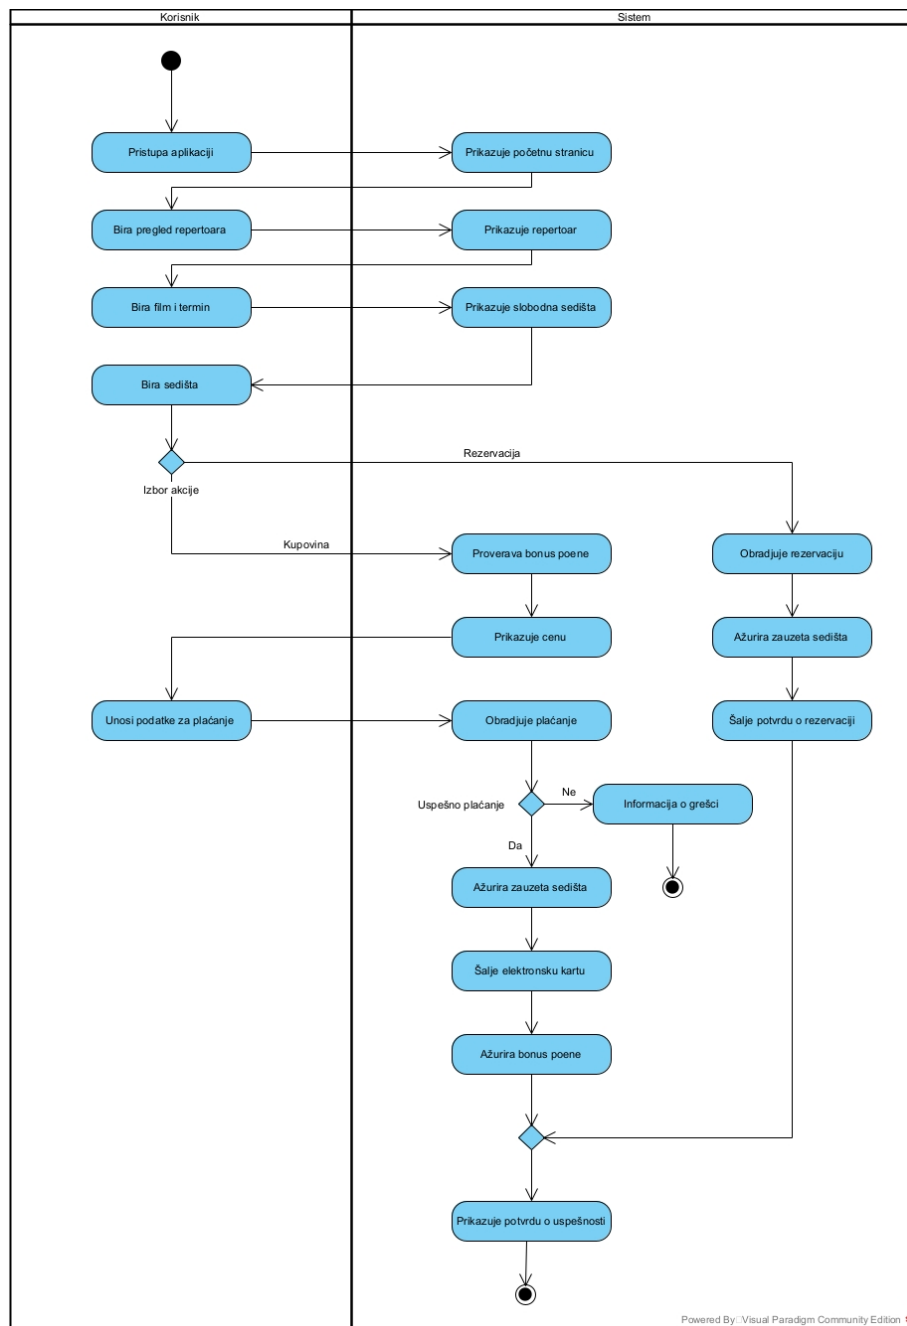 Korisnik
Sistem
Pristupa aplikaciji
Prikazuje početnu stranicu
Bira pregled repertoara
Prikazuje repertoar
Bira film i termin
Prikazuje slobodna sedišta
Bira sedišta
Rezervacija
Izbor akcije
Kupovina
Proverava bonus poene
Obradjuje rezervaciju
Prikazuje cenu
Ažurira zauzeta sedišta
Unosi podatke za plaćanje
Obradjuje plaćanje
Šalje potvrdu o rezervaciji
Uspešno plaćanje
Ne
Informacija o grešci
Da
Ažurira zauzeta sedišta
Šalje elektronsku kartu
Ažurira bonus poene
Prikazuje potvrdu o uspešnosti
Powered By Visual Paradigm Community Edition